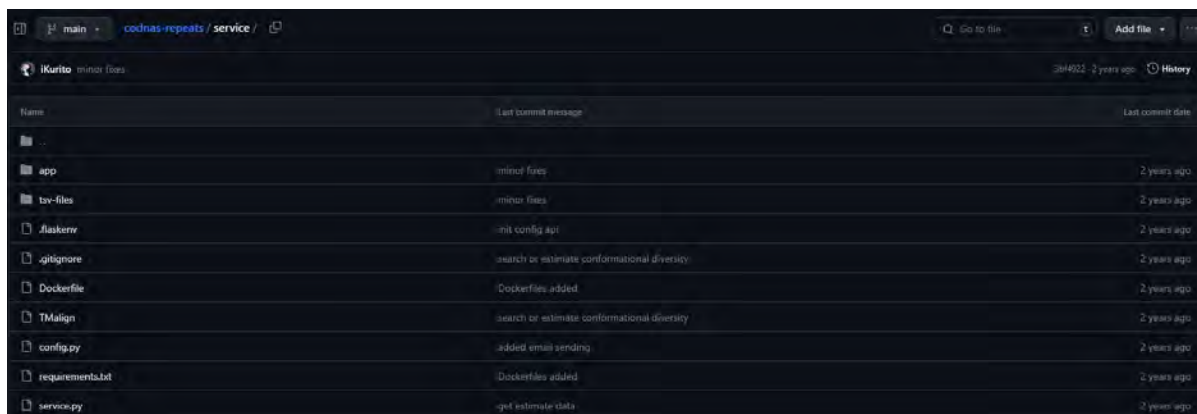 main codnas-repeats / service / Go to file t Add file
iKurito minor fixes 2 years ago History
Name Last commit message Last commit date
..
app minor fixes 2 years ago
tsv-files minor fixes 2 years ago
.flaskenv init config api 2 years ago
.gitignore search or estimate conformational diversity 2 years ago
Dockerfile Dockerfiles added 2 years ago
TMalign search or estimate conformational diversity 2 years ago
config.py added email sending 2 years ago
requirements.txt Dockerfiles added 2 years ago
service.py get estimate data 2 years ago